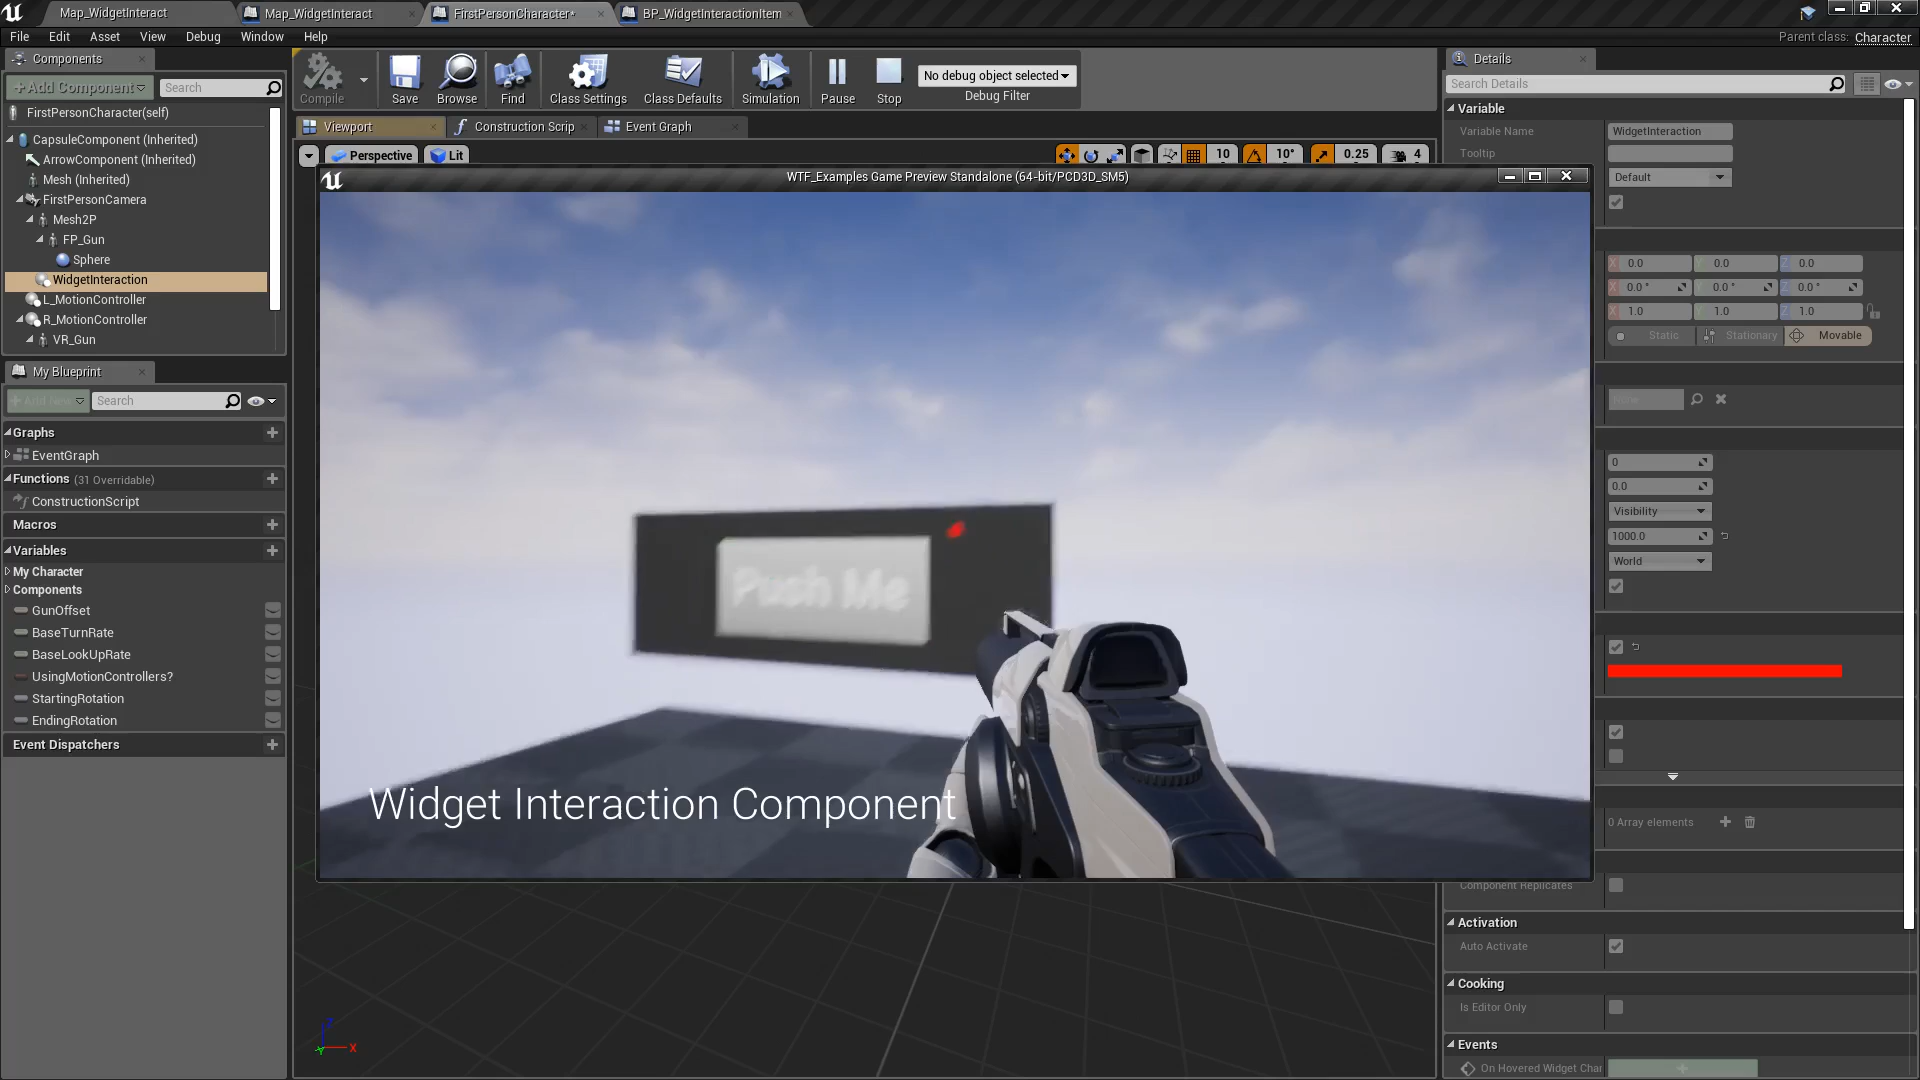 Map_WidgetInteract
Map_WidgetInteract
FirstPersonCharacter*
BP_WidgetInteractionItem
File Edit Asset View Debug Window Help
Parent class: Character
Components
+Add Component
Search
FirstPersonCharacter(self)
CapsuleComponent (Inherited)
ArrowComponent (Inherited)
Mesh (Inherited)
FirstPersonCamera
Mesh2P
FP_Gun
Sphere
WidgetInteraction
L_MotionController
R_MotionController
VR_Gun
My Blueprint
+Add New
Search
Graphs
EventGraph
Functions (31 Overridable)
ConstructionScript
Macros
Variables
My Character
Components
GunOffset
BaseTurnRate
BaseLookUpRate
UsingMotionControllers?
StartingRotation
EndingRotation
Event Dispatchers
Compile
Save
Browse
Find
Class Settings
Class Defaults
Simulation
Pause
Stop
No debug object selected
Debug Filter
Viewport
Construction Scrip
Event Graph
Perspective
Lit
10
10°
0.25
4
WTF_Examples Game Preview Standalone (64-bit/PCD3D_SM5)
Push Me
Widget Interaction Component
Z
X
Y
Details
Search Details
Variable
Variable Name WidgetInteraction
Tooltip
Default
X 0.0 Y 0.0 Z 0.0
X 0.0 ° Y 0.0 ° Z 0.0 °
X 1.0 Y 1.0 Z 1.0
Static Stationary Movable
None
0
0.0
Visibility
1000.0
World
0 Array elements
Component Replicates
Activation
Auto Activate
Cooking
Is Editor Only
Events
On Hovered Widget Char